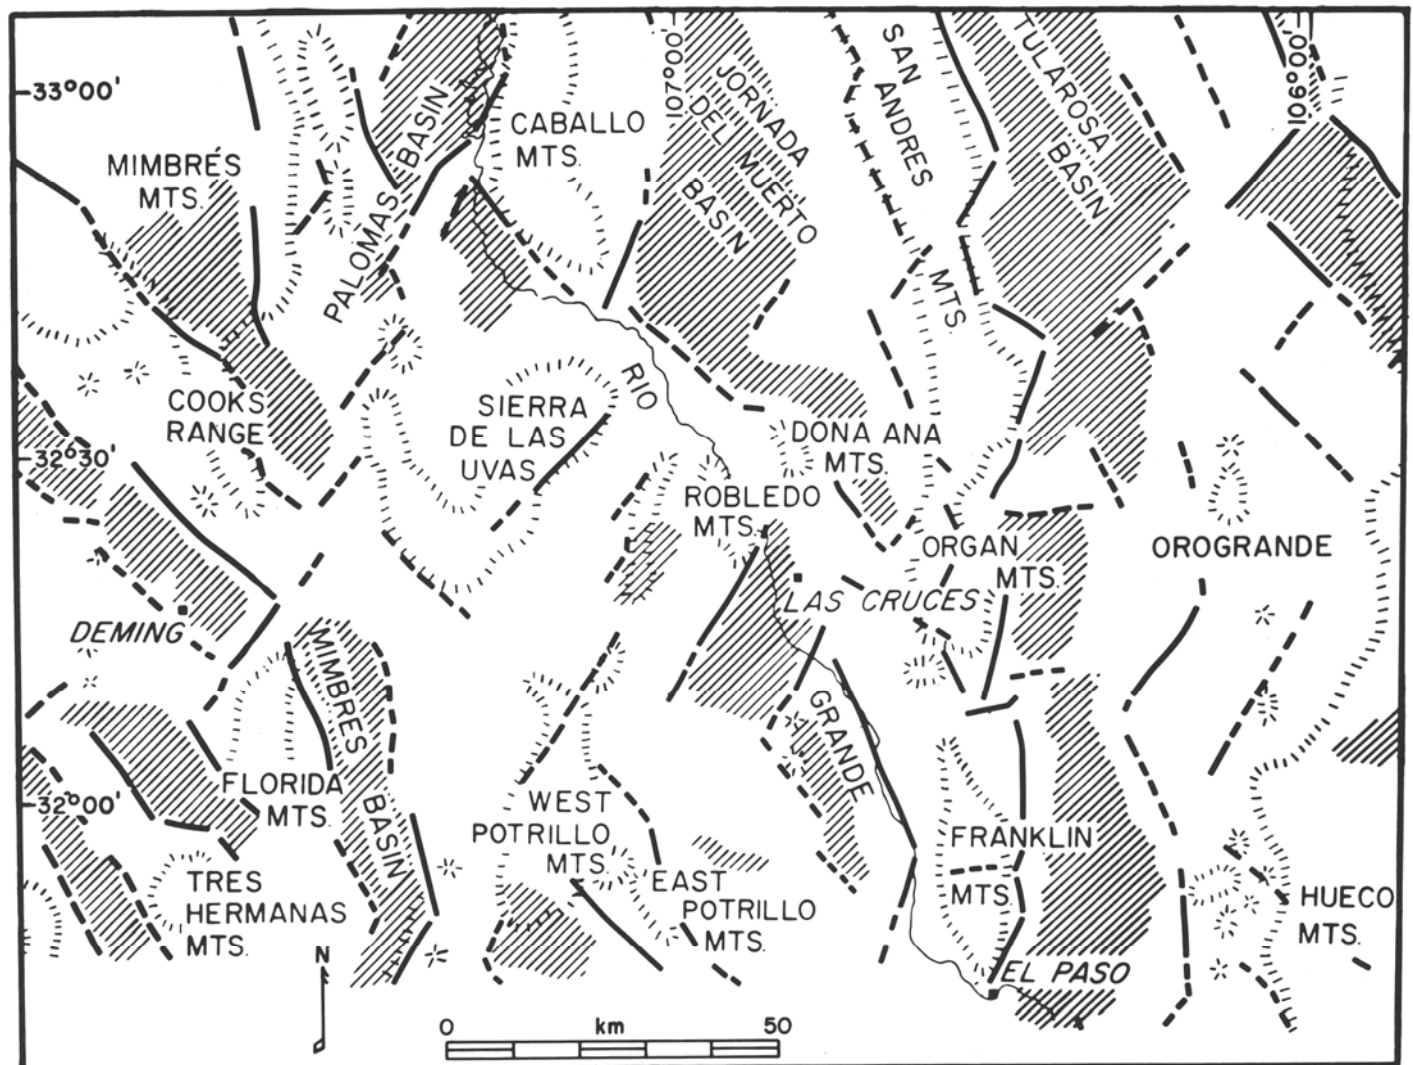 33°00'
107°00'
106°00'
MIMBRÉS
MTS.
PALOMAS BASIN
CABALLO
MTS.
JORNADA
DEL MUERTO
BASIN
SAN
ANDRES
MTS.
TULAROSA
BASIN
COOKS
RANGE
32°30'
SIERRA
DE LAS
UVAS
RIO
GRANDE
DONA ANA
MTS.
ROBLEDO
MTS.
ORGAN
MTS.
OROGRANDE
LAS CRUCES
DEMING
MIMBRES
BASIN
FLORIDA
MTS.
32°00'
WEST
POTRILLO
MTS.
EAST
POTRILLO
MTS.
FRANKLIN
MTS.
TRES
HERMANAS
MTS.
HUECO
MTS.
EL PASO
N
0 km 50